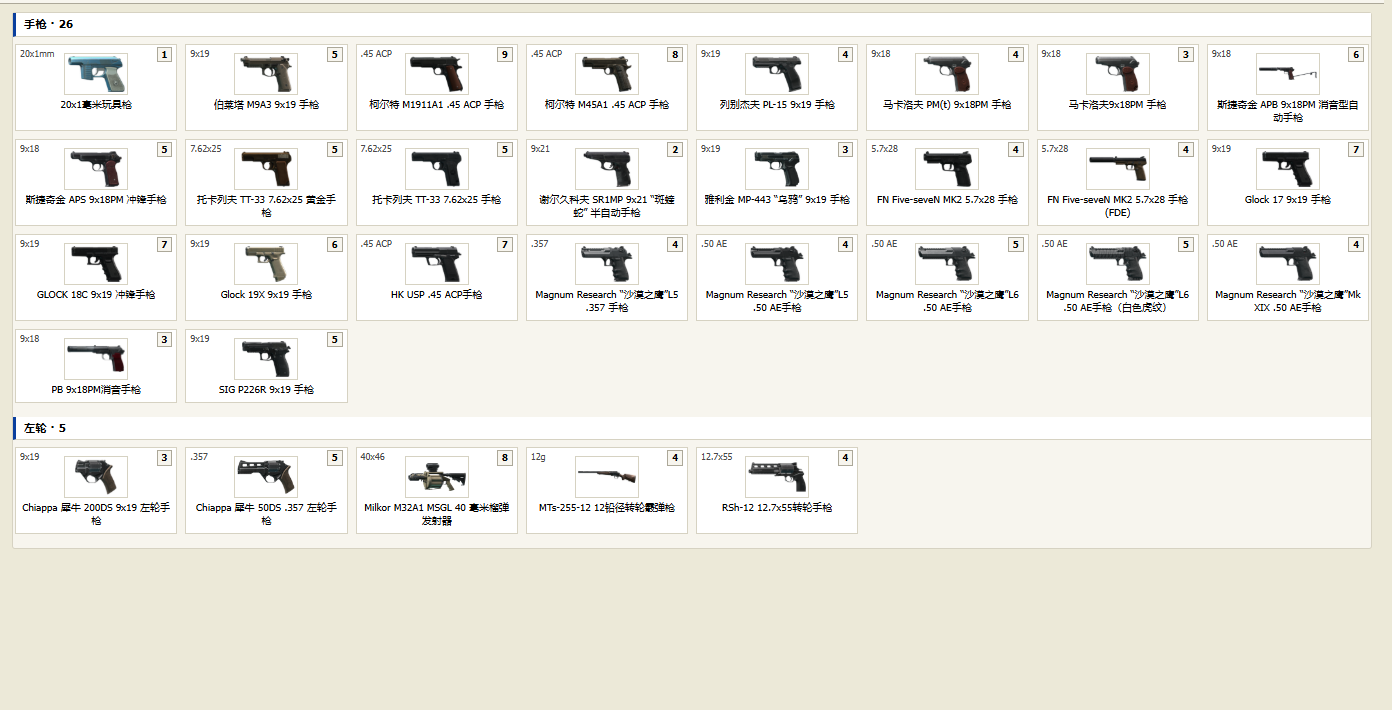 手枪 · 26
20x1mm
1
20x1毫米玩具枪
9x19
5
伯莱塔 M9A3 9x19 手枪
.45 ACP
9
柯尔特 M1911A1 .45 ACP 手枪
.45 ACP
8
柯尔特 M45A1 .45 ACP 手枪
9x19
4
列别杰夫 PL-15 9x19 手枪
9x18
4
马卡洛夫 PM(t) 9x18PM 手枪
9x18
3
马卡洛夫9x18PM 手枪
9x18
6
斯捷奇金 APB 9x18PM 消音型自
动手枪
9x18
5
斯捷奇金 APS 9x18PM 冲锋手枪
7.62x25
5
托卡列夫 TT-33 7.62x25 黄金手
枪
7.62x25
5
托卡列夫 TT-33 7.62x25 手枪
9x21
2
谢尔久科夫 SR1MP 9x21 “斑蝰
蛇” 半自动手枪
9x19
3
雅利金 MP-443 “乌鸦” 9x19 手枪
5.7x28
4
FN Five-seveN MK2 5.7x28 手枪
5.7x28
4
FN Five-seveN MK2 5.7x28 手枪
(FDE)
9x19
7
Glock 17 9x19 手枪
9x19
7
GLOCK 18C 9x19 冲锋手枪
9x19
6
Glock 19X 9x19 手枪
.45 ACP
7
HK USP .45 ACP手枪
.357
4
Magnum Research “沙漠之鹰”L5
.357 手枪
.50 AE
4
Magnum Research “沙漠之鹰”L5
.50 AE手枪
.50 AE
5
Magnum Research “沙漠之鹰”L6
.50 AE手枪
.50 AE
5
Magnum Research “沙漠之鹰”L6
.50 AE手枪（白色虎纹）
.50 AE
4
Magnum Research “沙漠之鹰”Mk
XIX .50 AE手枪
9x18
3
PB 9x18PM消音手枪
9x19
5
SIG P226R 9x19 手枪
左轮 · 5
9x19
3
Chiappa 犀牛 200DS 9x19 左轮手
枪
.357
5
Chiappa 犀牛 50DS .357 左轮手
枪
40x46
8
Milkor M32A1 MSGL 40 毫米榴弹
发射器
12g
4
MTs-255-12 12铅径转轮霰弹枪
12.7x55
4
RSh-12 12.7x55转轮手枪